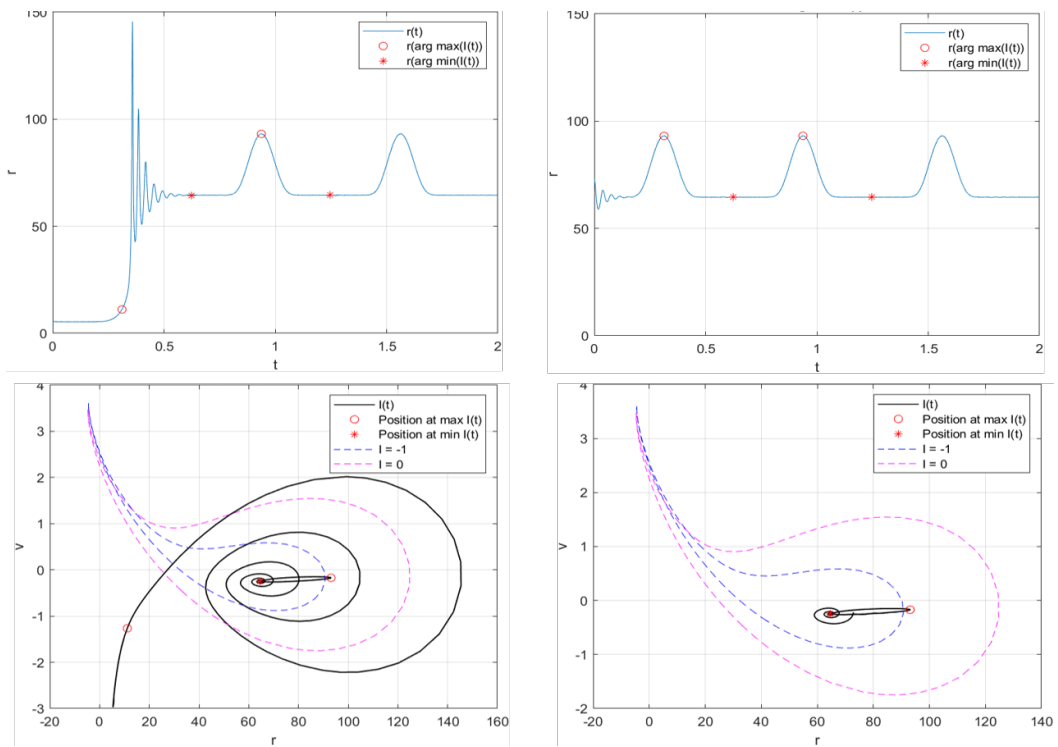 150
100
50
0
r
0
0.5
1
1.5
2
t
r(t)
r(arg max(I(t))
r(arg min(I(t))
150
100
50
0
r
0
0.5
1
1.5
2
t
r(t)
r(arg max(I(t))
r(arg min(I(t))
4
3
2
1
0
-1
-2
-3
v
-20
0
20
40
60
80
100
120
140
160
r
I(t)
Position at max I(t)
Position at min I(t)
I = -1
I = 0
4
3
2
1
0
-1
-2
v
-20
0
20
40
60
80
100
120
140
r
I(t)
Position at max I(t)
Position at min I(t)
I = -1
I = 0